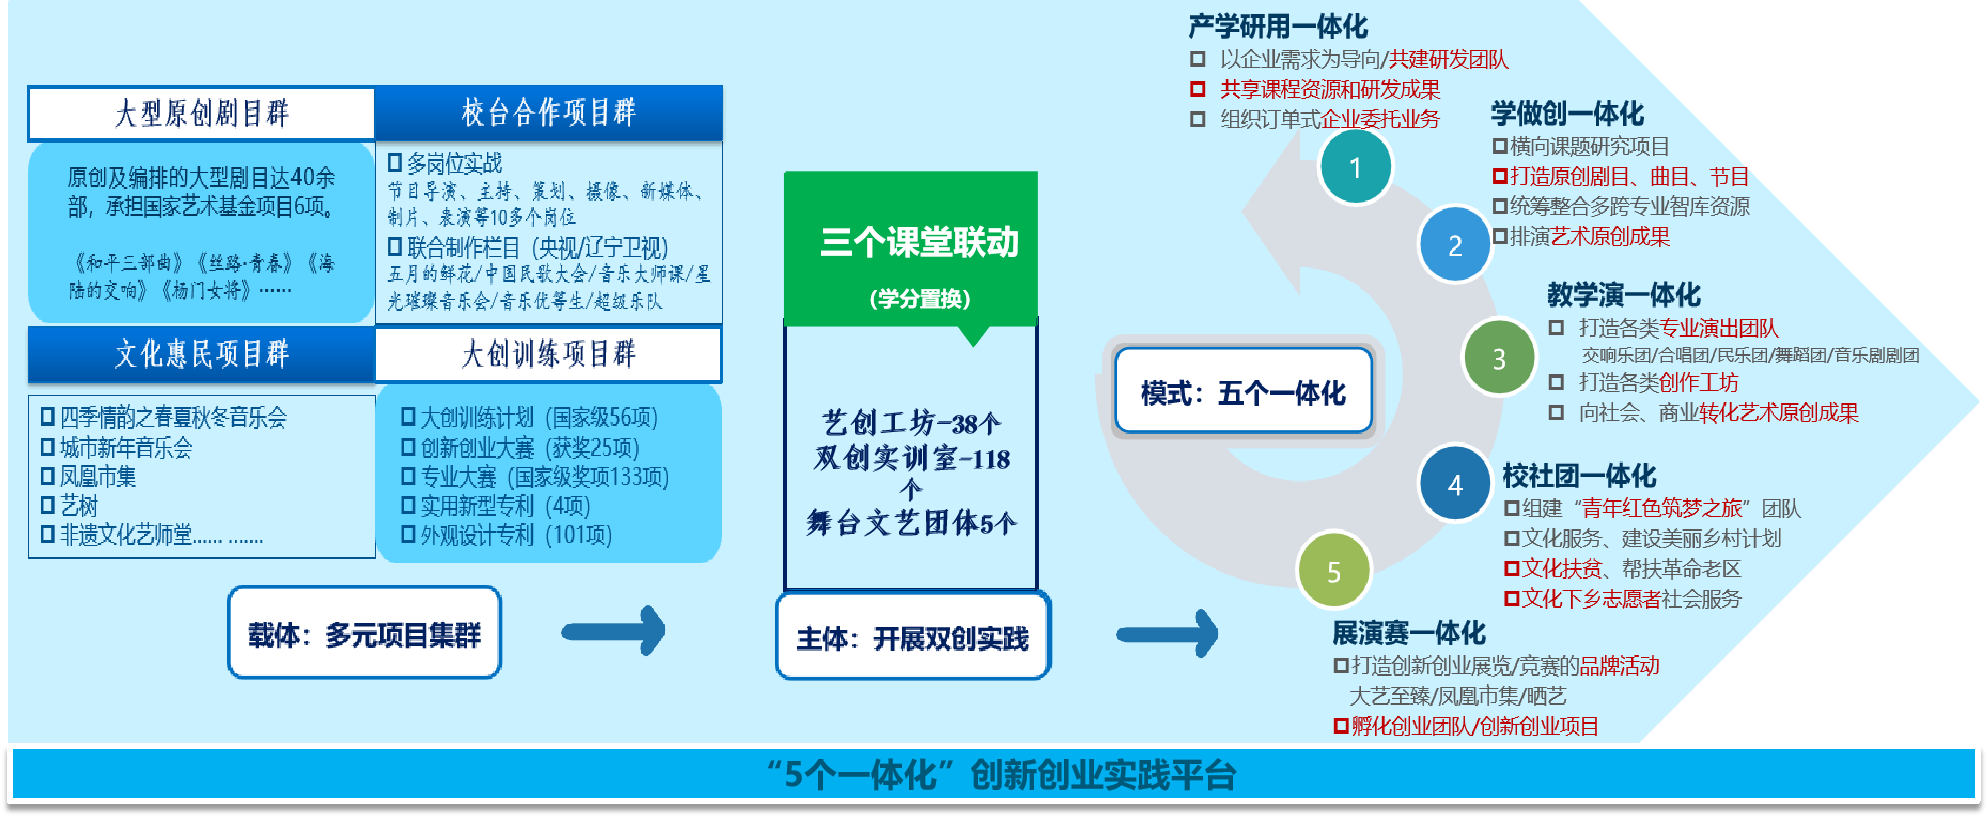 大型原创剧目群
原创及编排的大型剧目达40余
部，承担国家艺术基金项目6项。
《和平三部曲》《丝路·青春》《海
陆的交响》《杨门女将》……
校台合作项目群
多岗位实战
节目导演、主持、策划、摄像、新媒体、
制片、表演等10多个岗位
联合制作栏目（央视/辽宁卫视）
五月的鲜花/中国民歌大会/音乐大师课/星
光璀璨音乐会/音乐优等生/超级乐队
文化惠民项目群
四季情韵之春夏秋冬音乐会
城市新年音乐会
凤凰市集
艺树
非遗文化艺师堂...... .......
大创训练项目群
大创训练计划（国家级56项）
创新创业大赛（获奖25项）
专业大赛（国家级奖项133项）
实用新型专利（4项）
外观设计专利（101项）
载体：多元项目集群
三个课堂联动
（学分置换）
艺创工坊-38个
双创实训室-118
个
舞台文艺团体5个
主体：开展双创实践
模式：五个一体化
产学研用一体化
以企业需求为导向/共建研发团队
共享课程资源和研发成果
组织订单式企业委托业务
1
学做创一体化
横向课题研究项目
打造原创剧目、曲目、节目
统筹整合多跨专业智库资源
排演艺术原创成果
2
教学演一体化
打造各类专业演出团队
交响乐团/合唱团/民乐团/舞蹈团/音乐剧剧团
打造各类创作工坊
向社会、商业转化艺术原创成果
3
校社团一体化
组建“青年红色筑梦之旅”团队
文化服务、建设美丽乡村计划
文化扶贫、帮扶革命老区
文化下乡志愿者社会服务
4
展演赛一体化
打造创新创业展览/竞赛的品牌活动
大艺至臻/凤凰市集/晒艺
孵化创业团队/创新创业项目
5
“5个一体化”创新创业实践平台